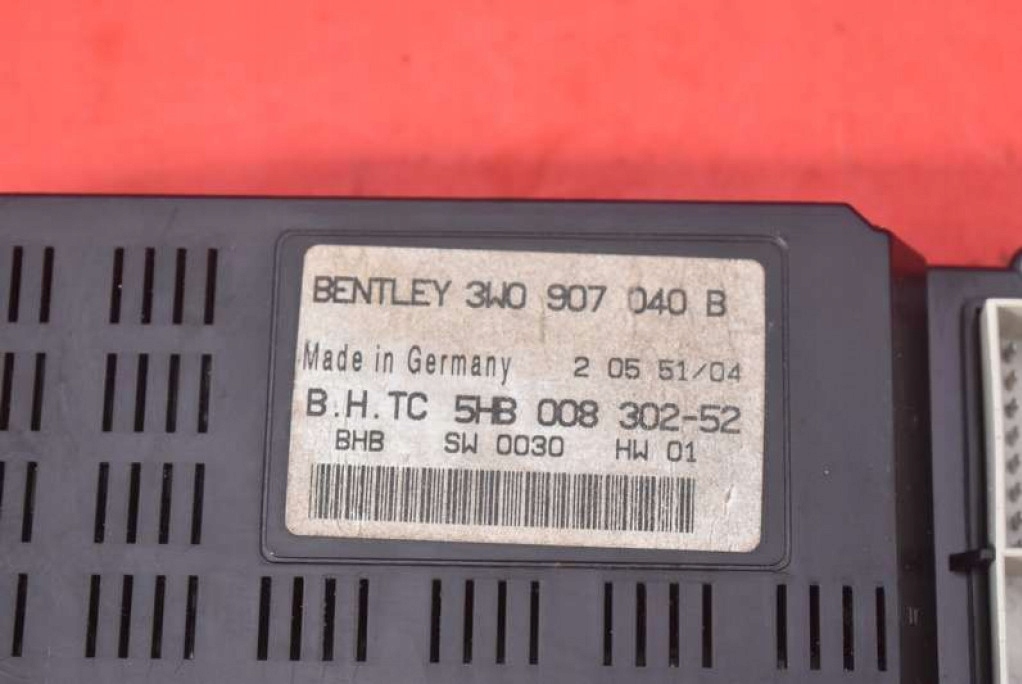 BENTLEY 3W0 907 040 B
Made in Germany 2 05 51/04
B.H.TC 5HB 008 302-52
BHB SW 0030 HW 01